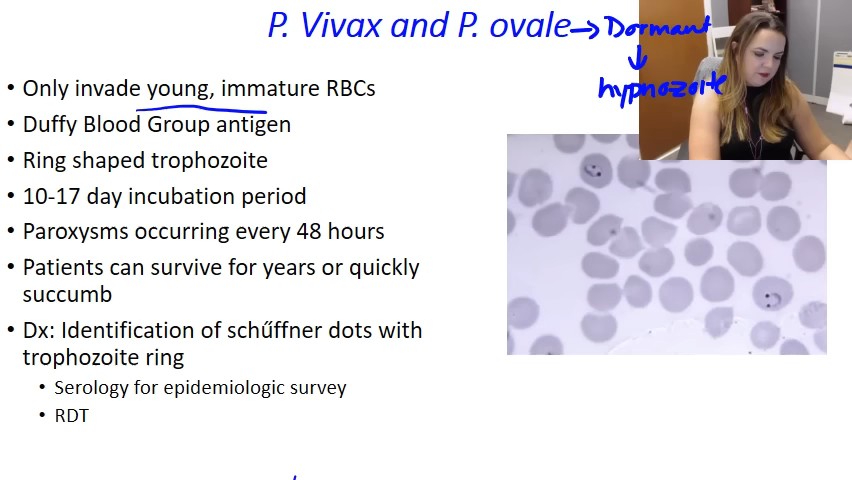 P. Vivax and P. ovale → Dormant
↓
hypnozoite
• Only invade young, immature RBCs
• Duffy Blood Group antigen
• Ring shaped trophozoite
• 10-17 day incubation period
• Paroxysms occurring every 48 hours
• Patients can survive for years or quickly
succumb
• Dx: Identification of schűffner dots with
trophozoite ring
• Serology for epidemiologic survey
• RDT